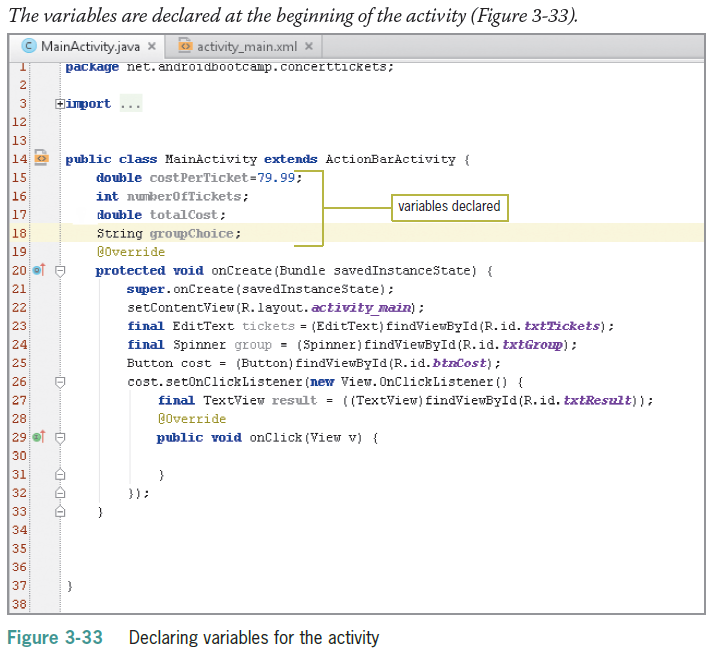 The variables are declared at the beginning of the activity (Figure 3-33).
MainActivity.java × activity_main.xml ×
1 package net.androidbootcamp.concerttickets;
2
3 import ...
12
13
14 public class MainActivity extends ActionBarActivity {
15 double costPerTicket=79.99;
16 int numberOfTickets;
17 double totalCost;
18 String groupChoice;
variables declared
19 @Override
20 protected void onCreate(Bundle savedInstanceState) {
21 super.onCreate(savedInstanceState);
22 setContentView(R.layout.activity_main);
23 final EditText tickets = (EditText)findViewById(R.id.txtTickets);
24 final Spinner group = (Spinner)findViewById(R.id.txtGroup);
25 Button cost = (Button)findViewById(R.id.btnCost);
26 cost.setOnClickListener(new View.OnClickListener() {
27 final TextView result = ((TextView)findViewById(R.id.txtResult));
28 @Override
29 public void onClick(View v) {
30
31 }
32 });
33 }
34
35
36
37 }
38
Figure 3-33 Declaring variables for the activity